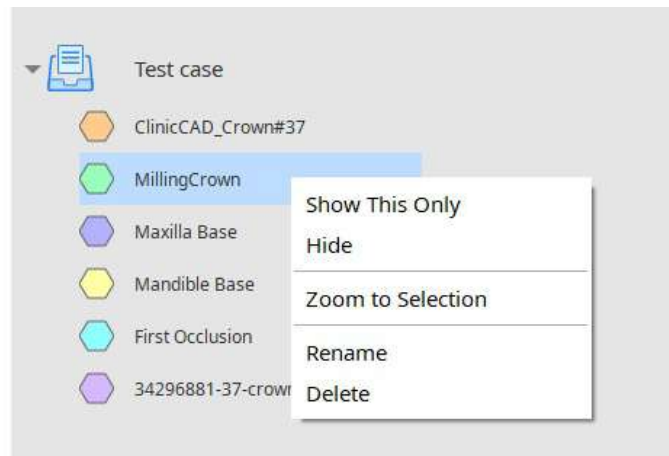 Test case
ClinicCAD_Crown#37
MillingCrown
Show This Only
Maxilla Base
Hide
Mandible Base
Zoom to Selection
First Occlusion
Rename
34296881-37-crown
Delete